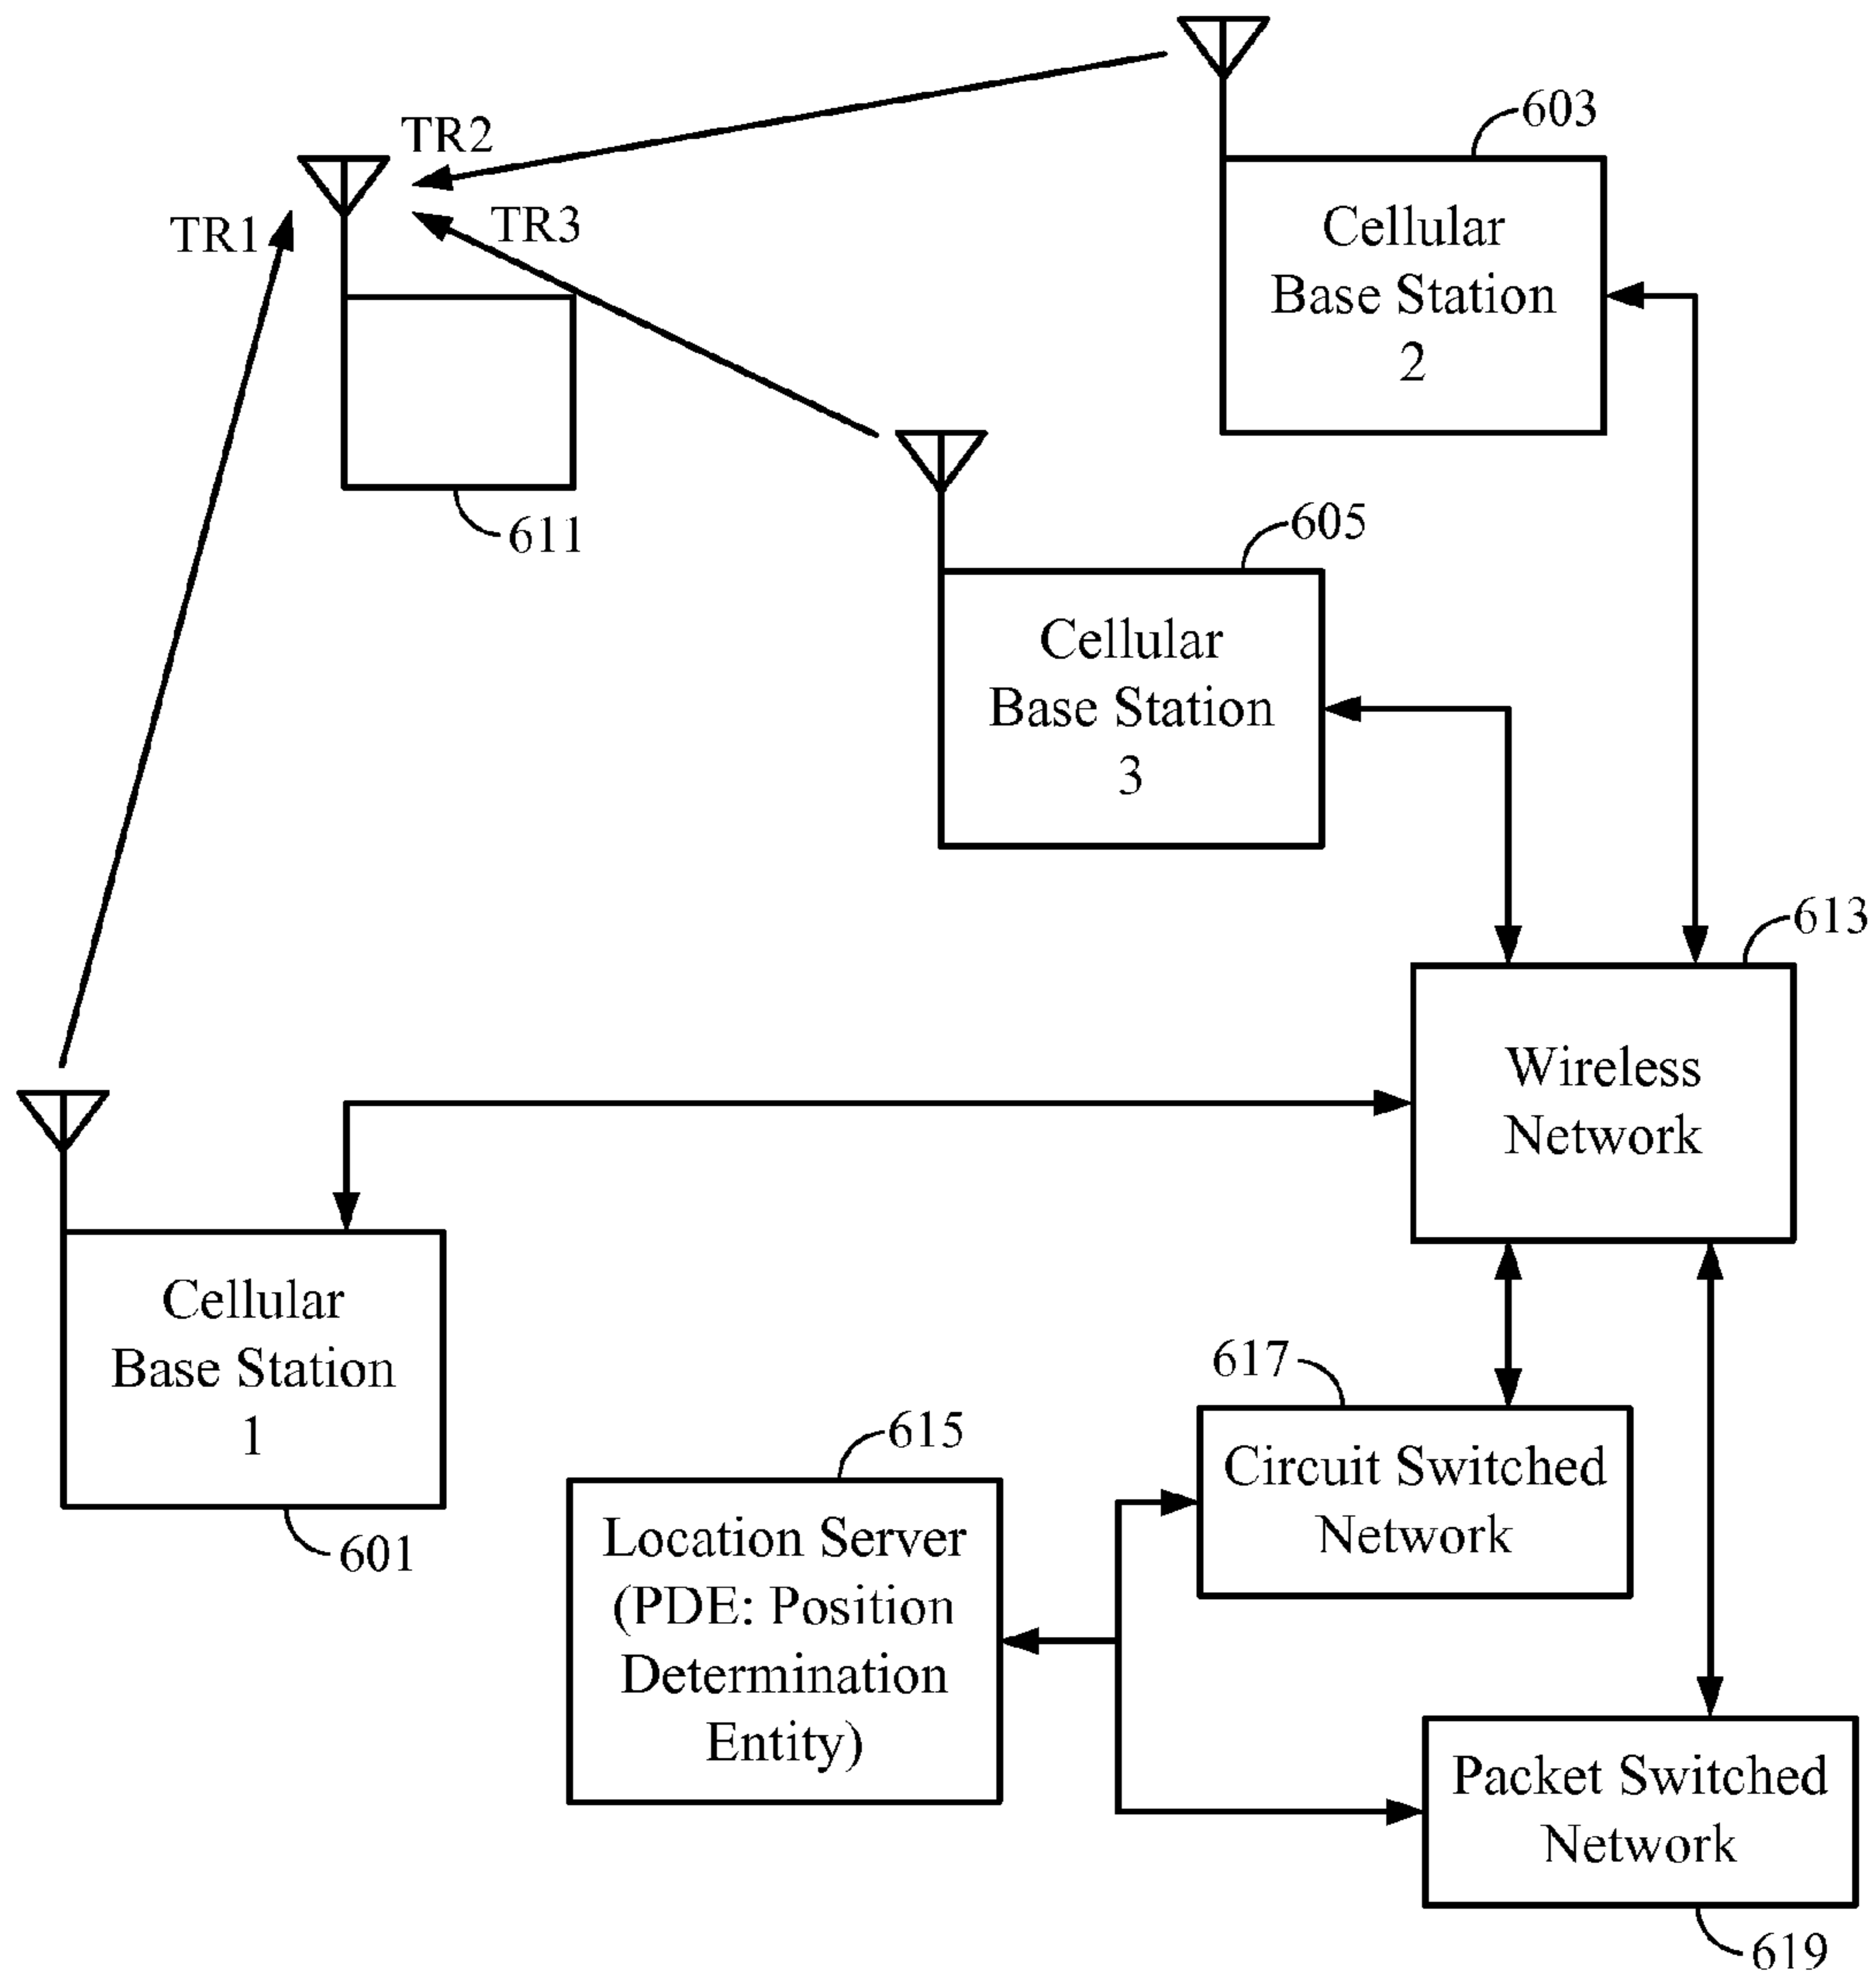 603
TR2
TR1
TR3
Cellular
Base Station
2
611
605
Cellular
Base Station
3
613
Wireless
Network
Cellular
Base Station
1
601
617
Circuit Switched
Network
615
Location Server
(PDE: Position
Determination
Entity)
Packet Switched
Network
619